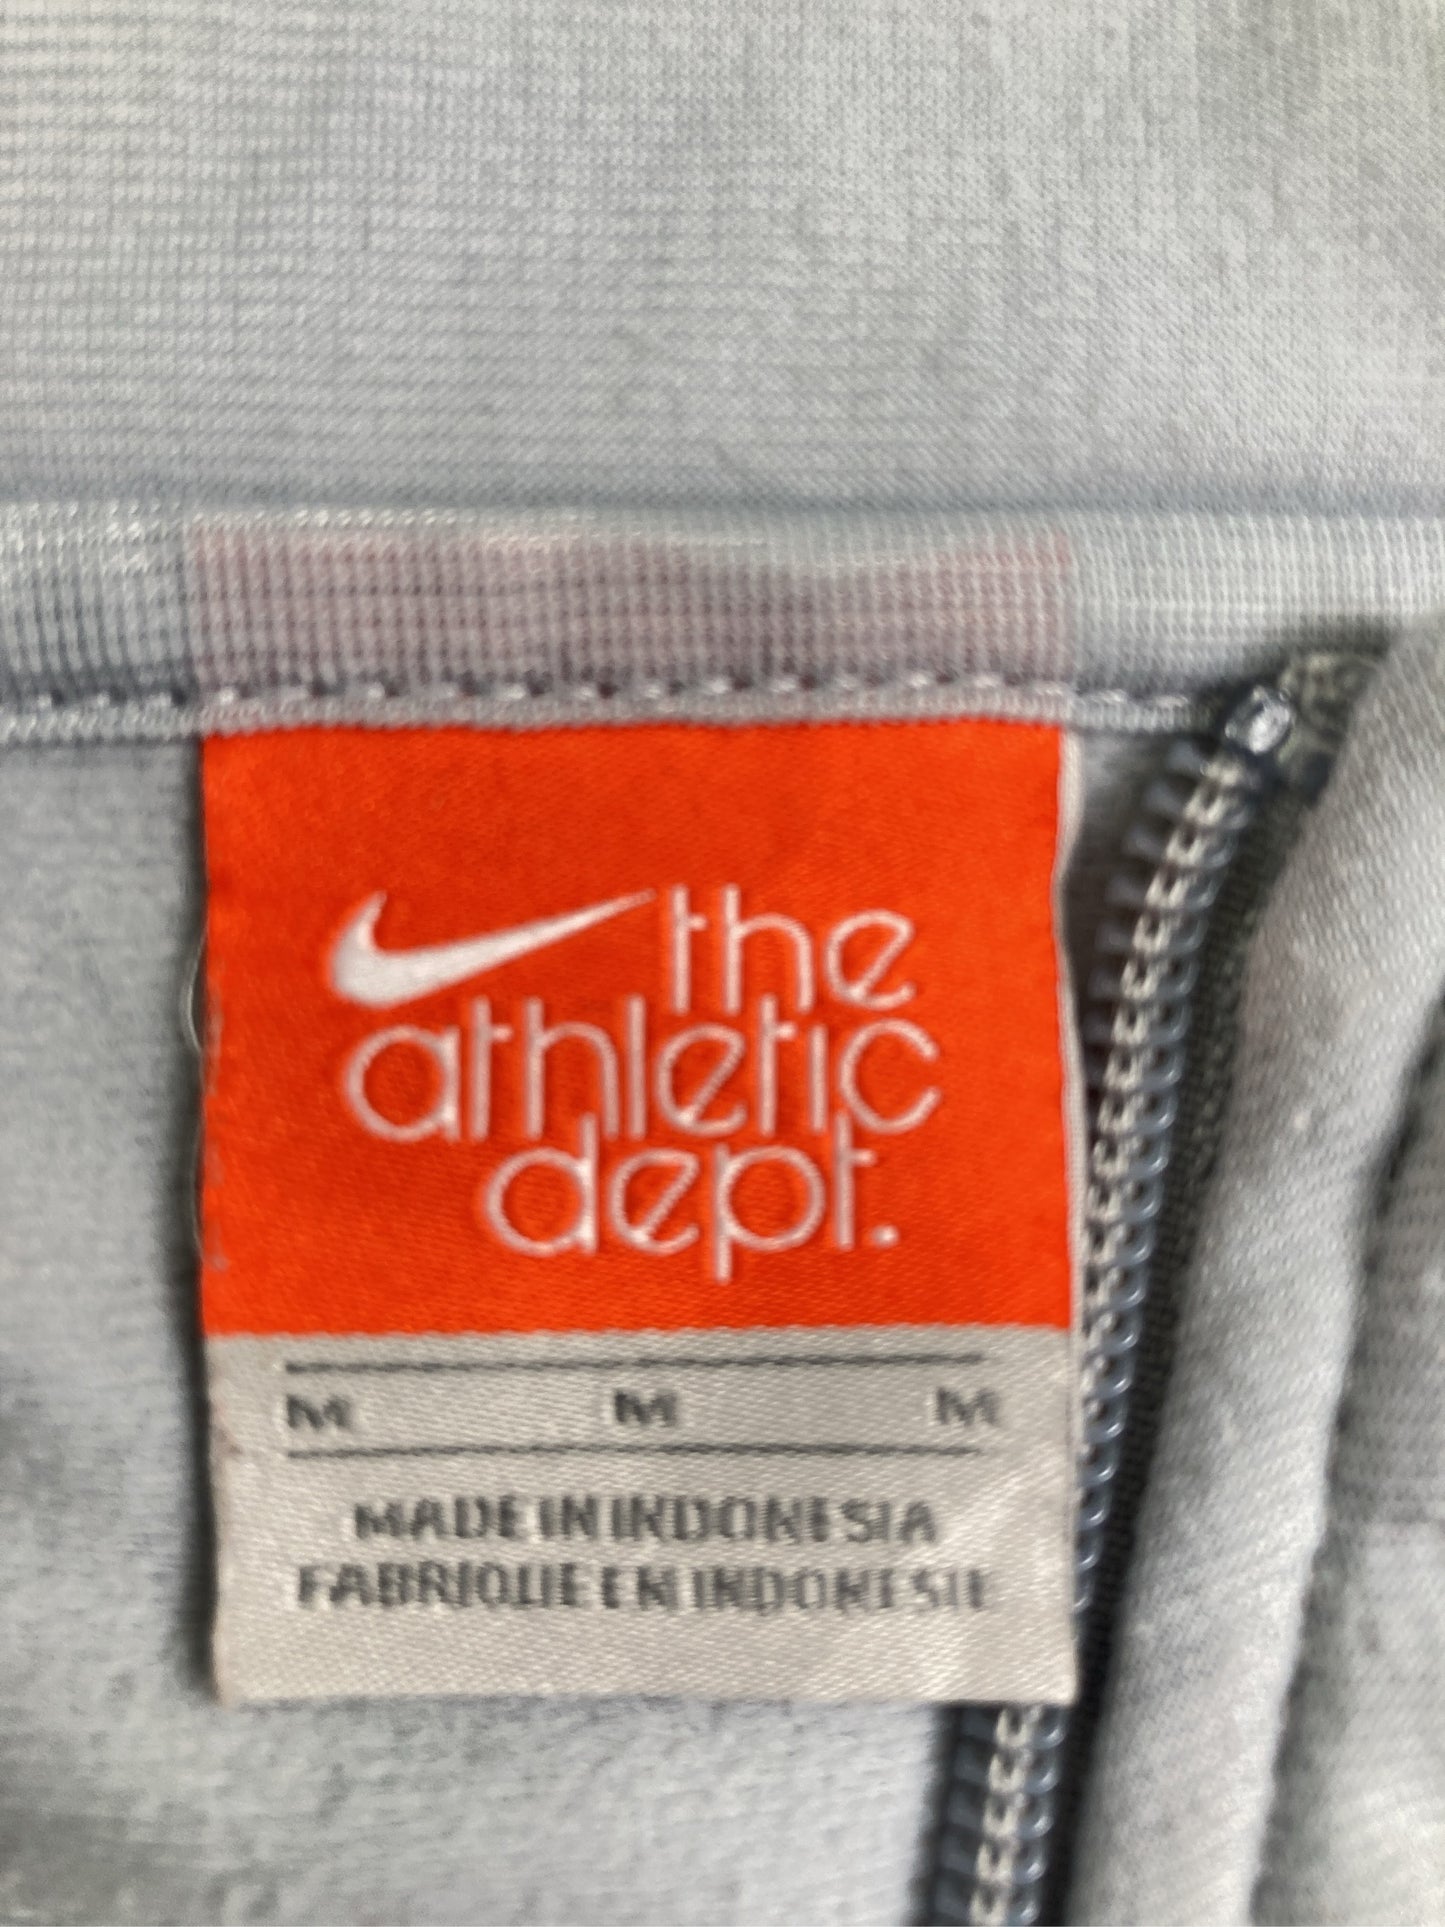 the
athletic
dept.
M M M
MADE IN INDONESIA
FABRIQUE EN INDONESIE